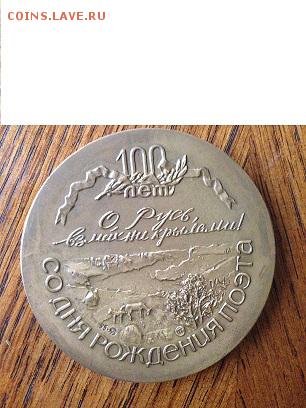 COINS.LAVE.RU
100
лет
О Русь,
взмахни крылами!
СО ДНЯ РОЖДЕНИЯ ПОЭТА